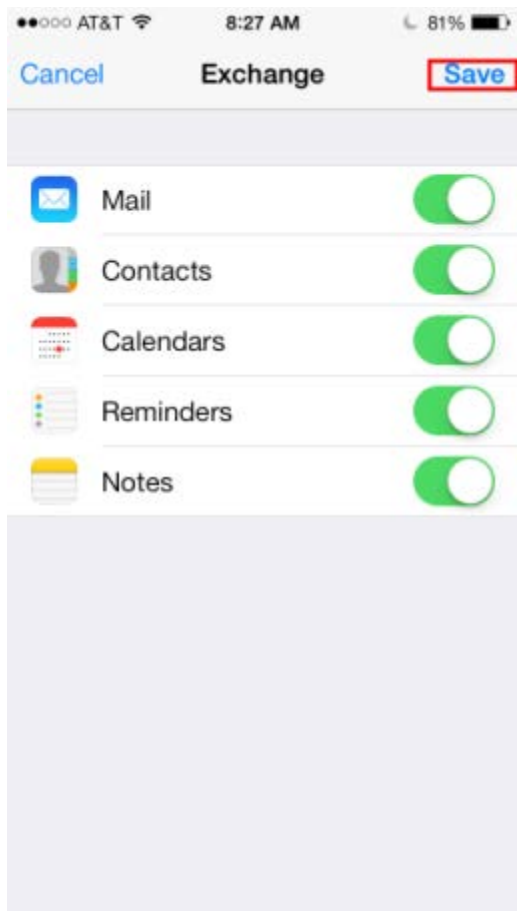 AT&T 8:27 AM 81%
Cancel Exchange Save
Mail
Contacts
Calendars
Reminders
Notes